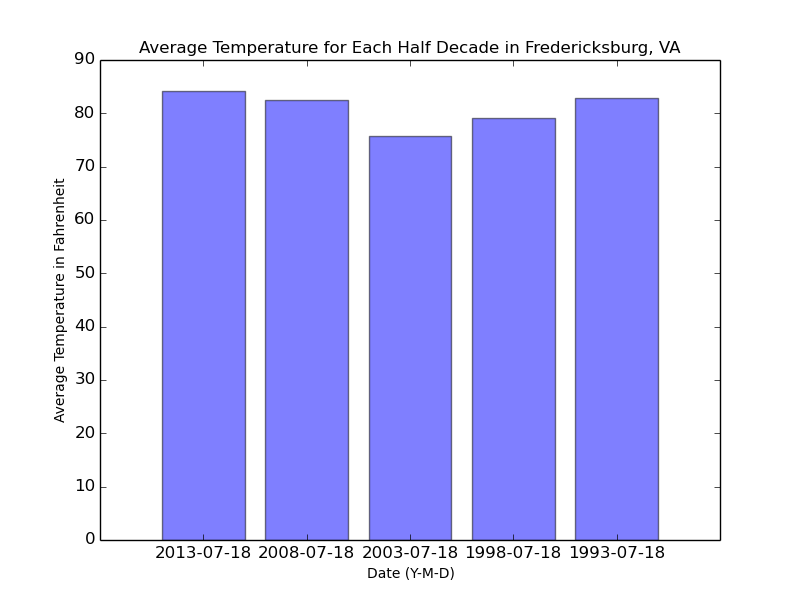 Average Temperature for Each Half Decade in Fredericksburg, VA
90
80
70
60
50
40
30
20
10
0
Average Temperature in Fahrenheit
2013-07-18 2008-07-18 2003-07-18 1998-07-18 1993-07-18
Date (Y-M-D)